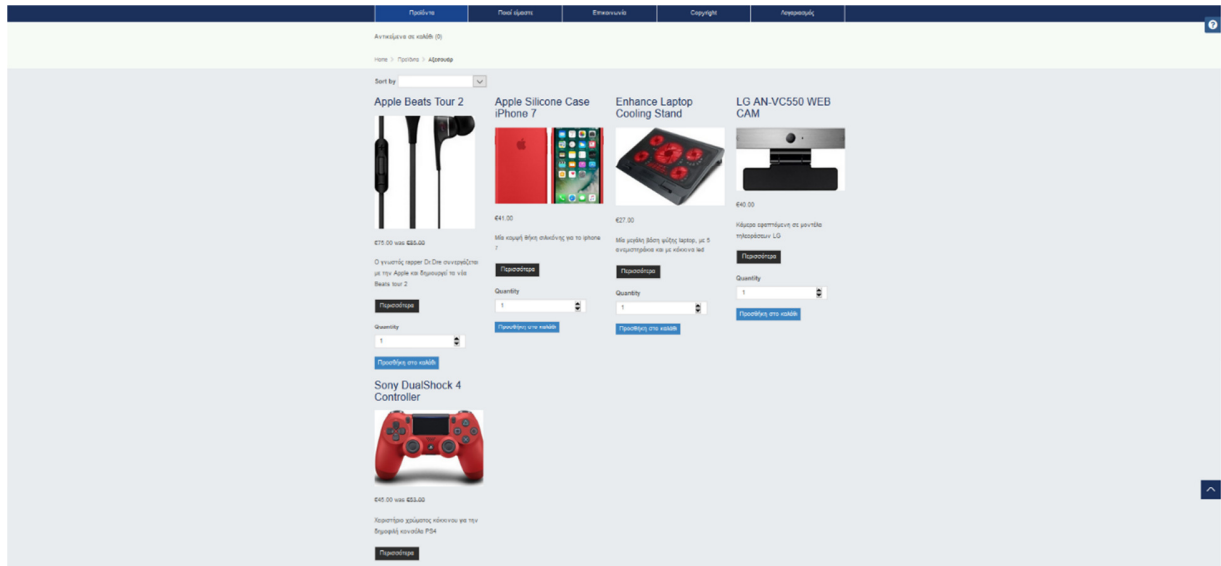 Προϊόντα
Ποιοί είμαστε
Επικοινωνία
Copyright
Λογαριασμός
Αντικείμενα σε καλάθι (0)
Home > Προϊόντα > Αξεσουάρ
Sort by
Apple Beats Tour 2
€75.00 was €80.00
Ο γνωστός rapper Dr.Dre συνεργάζεται
με την Apple και δημιουργεί τα νέα
Beats tour 2
Περισσότερα
Quantity
1
Προσθήκη στο καλάθι
Apple Silicone Case
iPhone 7
€41.00
Μία κομψή θήκη σιλικόνης για το iphone
7
Περισσότερα
Quantity
1
Προσθήκη στο καλάθι
Enhance Laptop
Cooling Stand
€27.00
Μία μεγάλη βάση ψύξης laptop, με 5
ανεμιστηράκια και με κόκκινα led
Περισσότερα
Quantity
1
Προσθήκη στο καλάθι
LG AN-VC550 WEB
CAM
€40.00
Κάμερα εφαπτόμενη σε μοντέλα
τηλεοράσεων LG
Περισσότερα
Quantity
1
Προσθήκη στο καλάθι
Sony DualShock 4
Controller
€45.00 was €53.00
Χειριστήριο χρώματος κόκκινου για την
δημοφιλή κονσόλα PS4
Περισσότερα